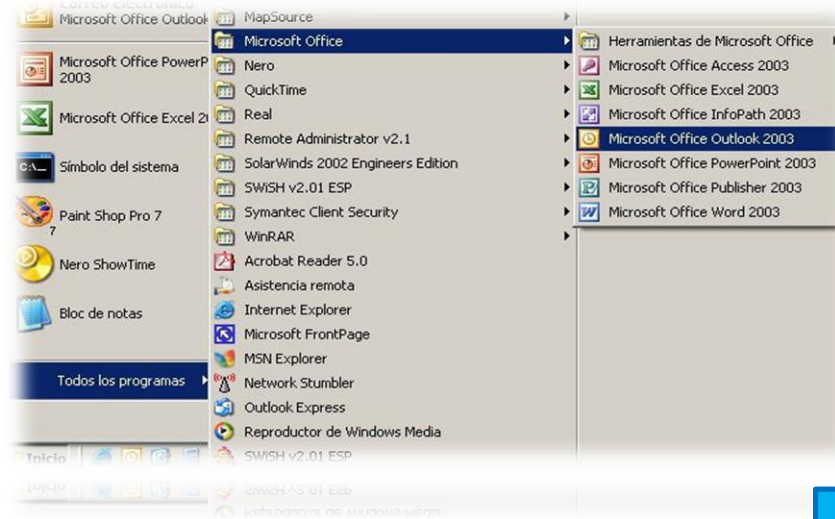 Correo electrónico
Microsoft Office Outlook
Microsoft Office PowerP
2003
Microsoft Office Excel 2
Símbolo del sistema
Paint Shop Pro 7
7
Nero ShowTime
Bloc de notas
Todos los programas
Inicio
MapSource
Microsoft Office
Nero
QuickTime
Real
Remote Administrator v2.1
SolarWinds 2002 Engineers Edition
SWiSH v2.01 ESP
Symantec Client Security
WinRAR
Acrobat Reader 5.0
Asistencia remota
Internet Explorer
Microsoft FrontPage
MSN Explorer
Network Stumbler
Outlook Express
Reproductor de Windows Media
SWiSH v2.01 ESP
Herramientas de Microsoft Office
Microsoft Office Access 2003
Microsoft Office Excel 2003
Microsoft Office InfoPath 2003
Microsoft Office Outlook 2003
Microsoft Office PowerPoint 2003
Microsoft Office Publisher 2003
Microsoft Office Word 2003